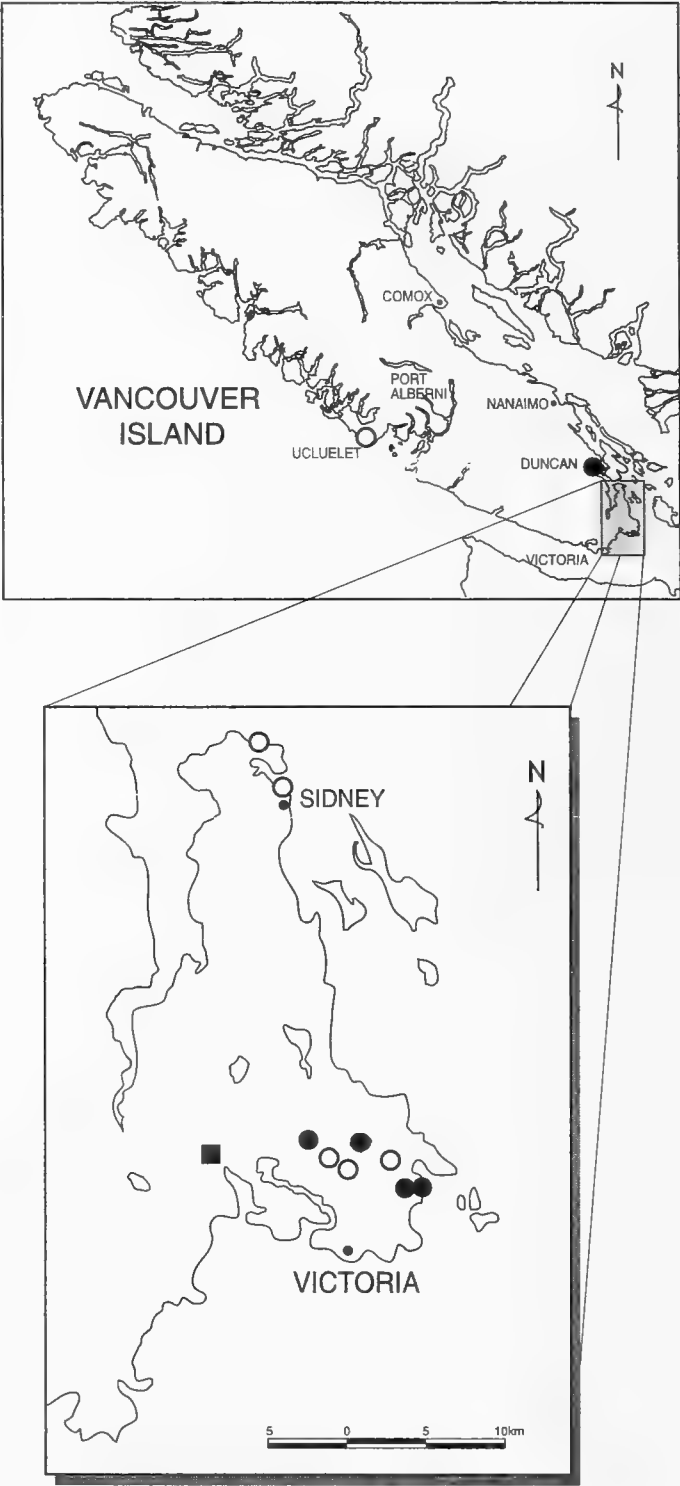 N
COMOX
PORT
ALBERNI
VANCOUVER
ISLAND
NANAIMO
UCLUELET
DUNCAN
VICTORIA
SIDNEY
N
VICTORIA
5 0 5 10km